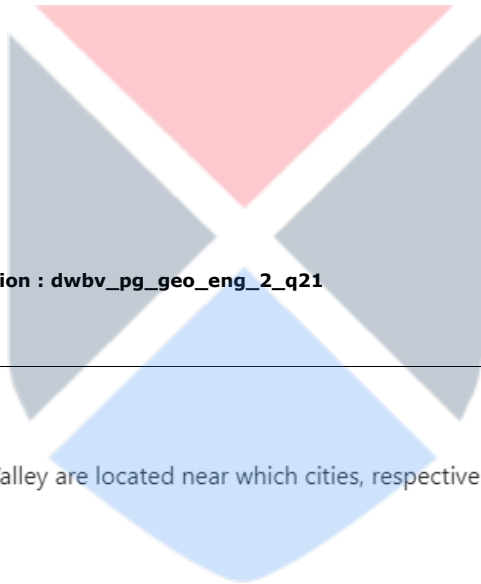 ion : dwbv_pg_geo_eng_2_q21
alley are located near which cities, respective